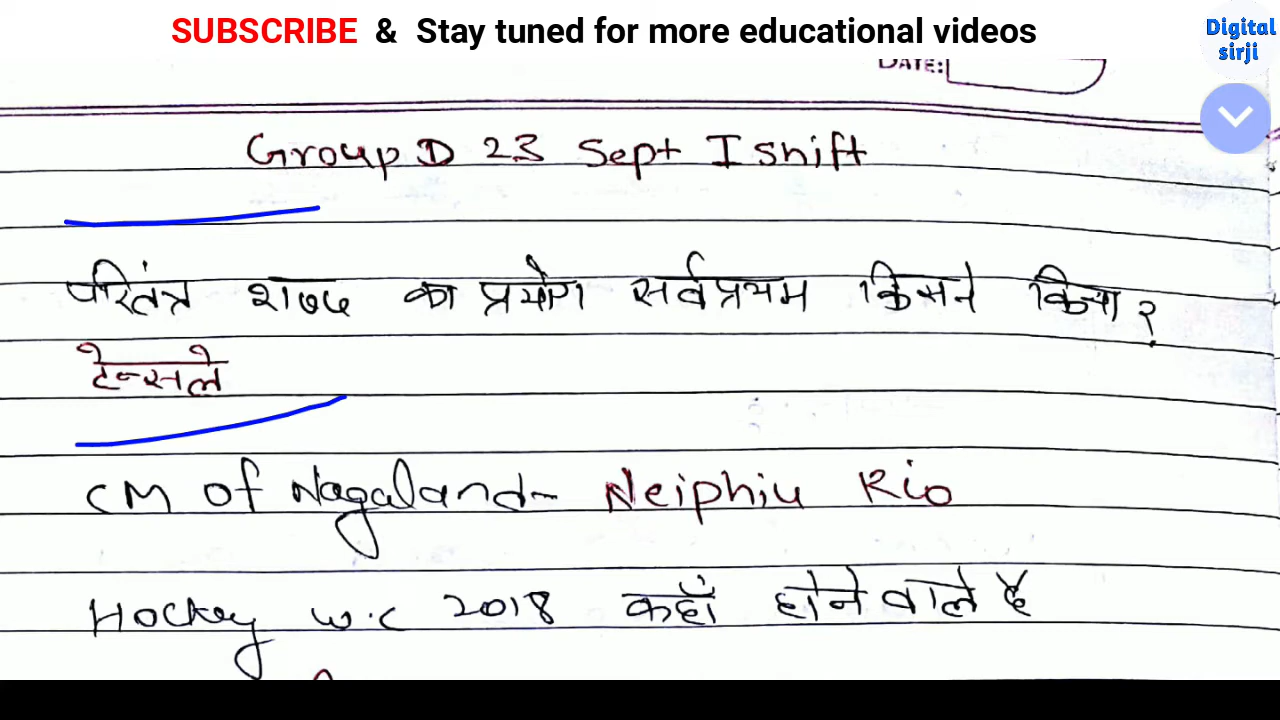 SUBSCRIBE & Stay tuned for more educational videos
Digital
sirji
DATE:
Group D 23 Sept I shift
परितंत्र शब्द का प्रयोग सर्वप्रथम किसने किया?
टेन्सले
CM of Nagaland- Neiphiu Rio
Hockey w.c 2018 कहाँ होने वाले है